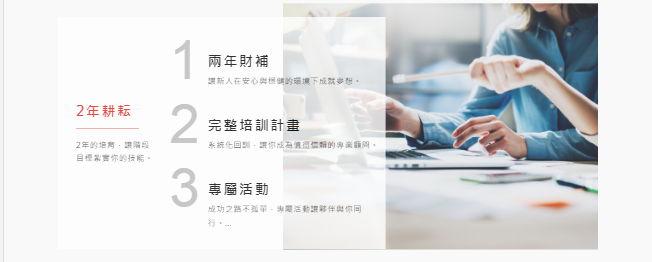 2年耕耘
2年的培育，讓階段
目標紮實你的技能。
1
兩年財補
讓新人在安心與穩健的環境下成就夢想。
2
完整培訓計畫
系統化回訓，讓你成為值得信賴的專業顧問。
3
專屬活動
成功之路不孤單，專屬活動讓夥伴與你同
行。...